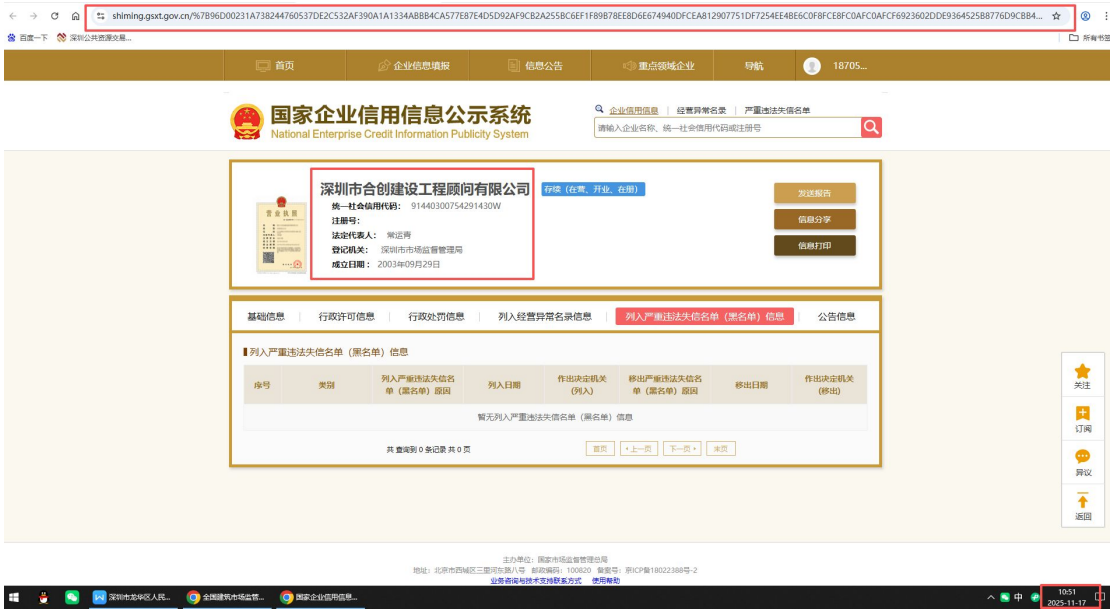 shiming.gsxt.gov.cn/%7B96D00231A738244760537DE2C532AF390A1A1334ABBB4CA577E87E4D5D92AF9CB2A255BC6EF1F89B78EE8D6E674940DFCEA812907751DF7254EE4BE6C0F8FCE8FC0AFC0AFCF6923602DDE9364525B8776D9CBB4...
百度一下 深圳公共资源交易... 所有书签
首页 企业信息填报 信息公告 重点领域企业 导航 18705...
国家企业信用信息公示系统
National Enterprise Credit Information Publicity System
企业信用信息 | 经营异常名录 | 严重违法失信名单
请输入企业名称、统一社会信用代码或注册号
深圳市合创建设工程顾问有限公司 存续（在营、开业、在册）
统一社会信用代码： 91440300754291430W
注册号：
法定代表人： 常运青
登记机关： 深圳市市场监督管理局
成立日期： 2003年09月29日
营业执照
发送报告
信息分享
信息打印
基础信息 行政许可信息 行政处罚信息 列入经营异常名录信息 列入严重违法失信名单（黑名单）信息 公告信息
列入严重违法失信名单（黑名单）信息
序号 类别 列入严重违法失信名单（黑名单）原因 列入日期 作出决定机关（列入） 移出严重违法失信名单（黑名单）原因 移出日期 作出决定机关（移出）
暂无列入严重违法失信名单（黑名单）信息
共 查询到 0 条记录 共 0 页 首页 上一页 下一页 末页
关注
订阅
异议
返回
主办单位：国家市场监督管理总局
地址：北京市西城区三里河东路八号 邮政编码：100820 备案号：京ICP备18022388号-2
业务咨询与技术支持联系方式 使用帮助
深圳市龙华区人民... 全国建筑市场监管... 国家企业信用信息... 中 10:51
2025-11-17